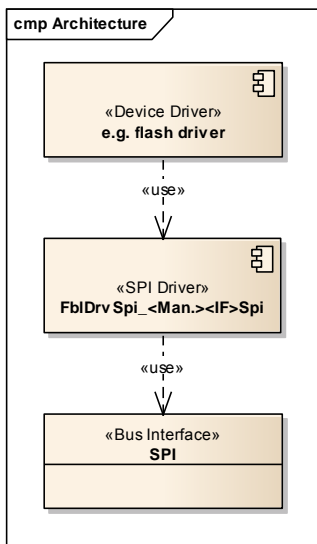 cmp Architecture
«Device Driver»
e.g. flash driver
«use»
«SPI Driver»
FblDrvSpi_<Man.><IF>Spi
«use»
«Bus Interface»
SPI